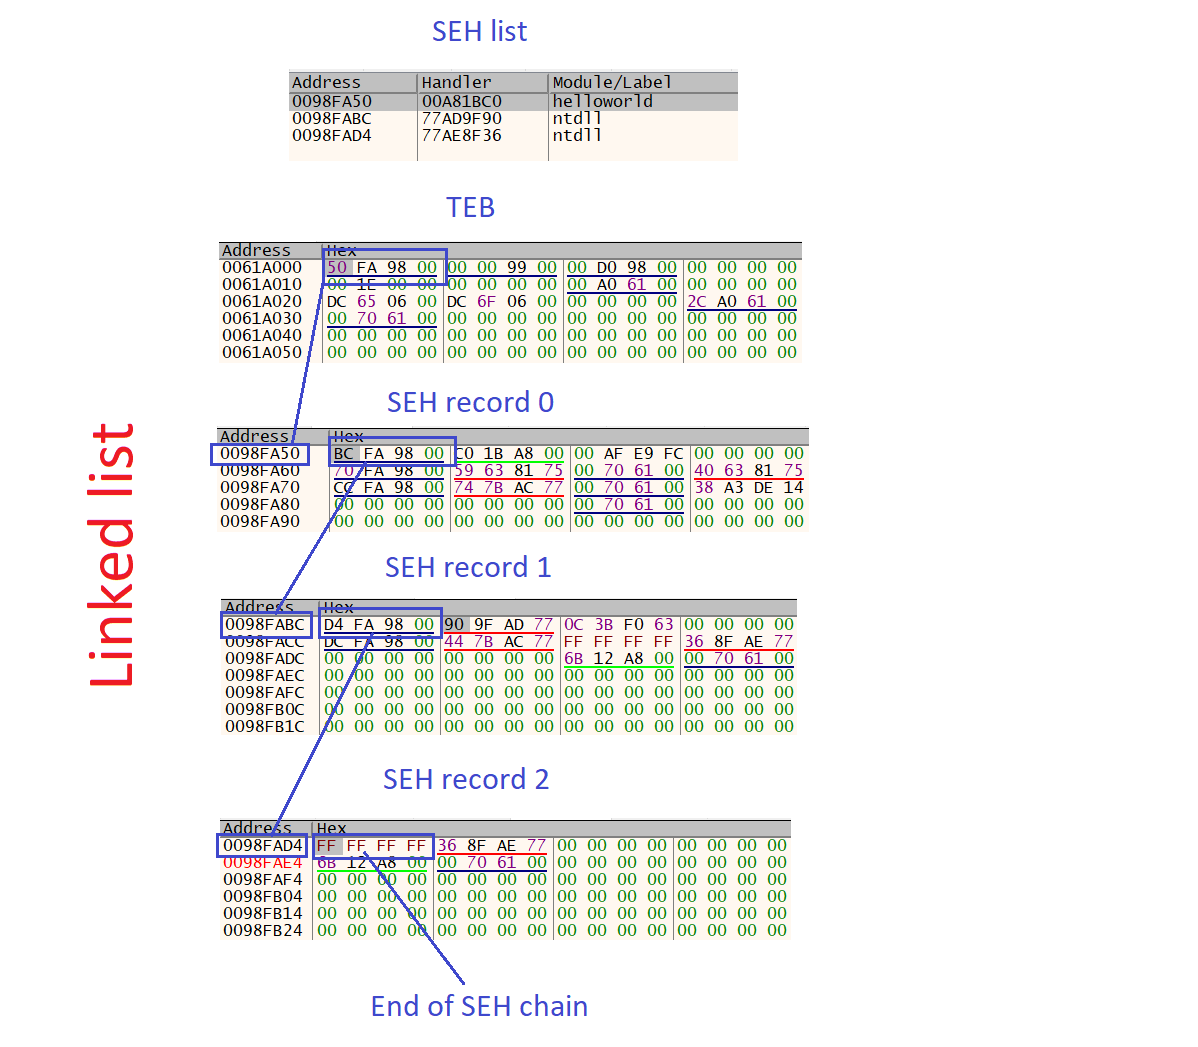 SEH list
Address Handler Module/Label
0098FA50 00A81BC0 helloworld
0098FABC 77AD9F90 ntdll
0098FAD4 77AE8F36 ntdll
TEB
Address Hex
0061A000 50 FA 98 00 00 00 99 00 00 D0 98 00 00 00 00 00
0061A010 00 1E 00 00 00 00 00 00 00 A0 61 00 00 00 00 00
0061A020 DC 65 06 00 DC 6F 06 00 00 00 00 00 2C A0 61 00
0061A030 00 70 61 00 00 00 00 00 00 00 00 00 00 00 00 00
0061A040 00 00 00 00 00 00 00 00 00 00 00 00 00 00 00 00
0061A050 00 00 00 00 00 00 00 00 00 00 00 00 00 00 00 00
Linked list
SEH record 0
Address Hex
0098FA50 BC FA 98 00 C0 1B A8 00 00 AF E9 FC 00 00 00 00
0098FA60 70 FA 98 00 59 63 81 75 00 70 61 00 40 63 81 75
0098FA70 CC FA 98 00 74 7B AC 77 00 70 61 00 38 A3 DE 14
0098FA80 00 00 00 00 00 00 00 00 00 70 61 00 00 00 00 00
0098FA90 00 00 00 00 00 00 00 00 00 00 00 00 00 00 00 00
SEH record 1
Address Hex
0098FABC D4 FA 98 00 90 9F AD 77 0C 3B F0 63 00 00 00 00
0098FACC DC FA 98 00 44 7B AC 77 FF FF FF FF 36 8F AE 77
0098FADC 00 00 00 00 00 00 00 00 6B 12 A8 00 00 70 61 00
0098FAEC 00 00 00 00 00 00 00 00 00 00 00 00 00 00 00 00
0098FAFC 00 00 00 00 00 00 00 00 00 00 00 00 00 00 00 00
0098FB0C 00 00 00 00 00 00 00 00 00 00 00 00 00 00 00 00
0098FB1C 00 00 00 00 00 00 00 00 00 00 00 00 00 00 00 00
SEH record 2
Address Hex
0098FAD4 FF FF FF FF 36 8F AE 77 00 00 00 00 00 00 00 00
0098FAE4 6B 12 A8 00 00 70 61 00 00 00 00 00 00 00 00 00
0098FAF4 00 00 00 00 00 00 00 00 00 00 00 00 00 00 00 00
0098FB04 00 00 00 00 00 00 00 00 00 00 00 00 00 00 00 00
0098FB14 00 00 00 00 00 00 00 00 00 00 00 00 00 00 00 00
0098FB24 00 00 00 00 00 00 00 00 00 00 00 00 00 00 00 00
End of SEH chain